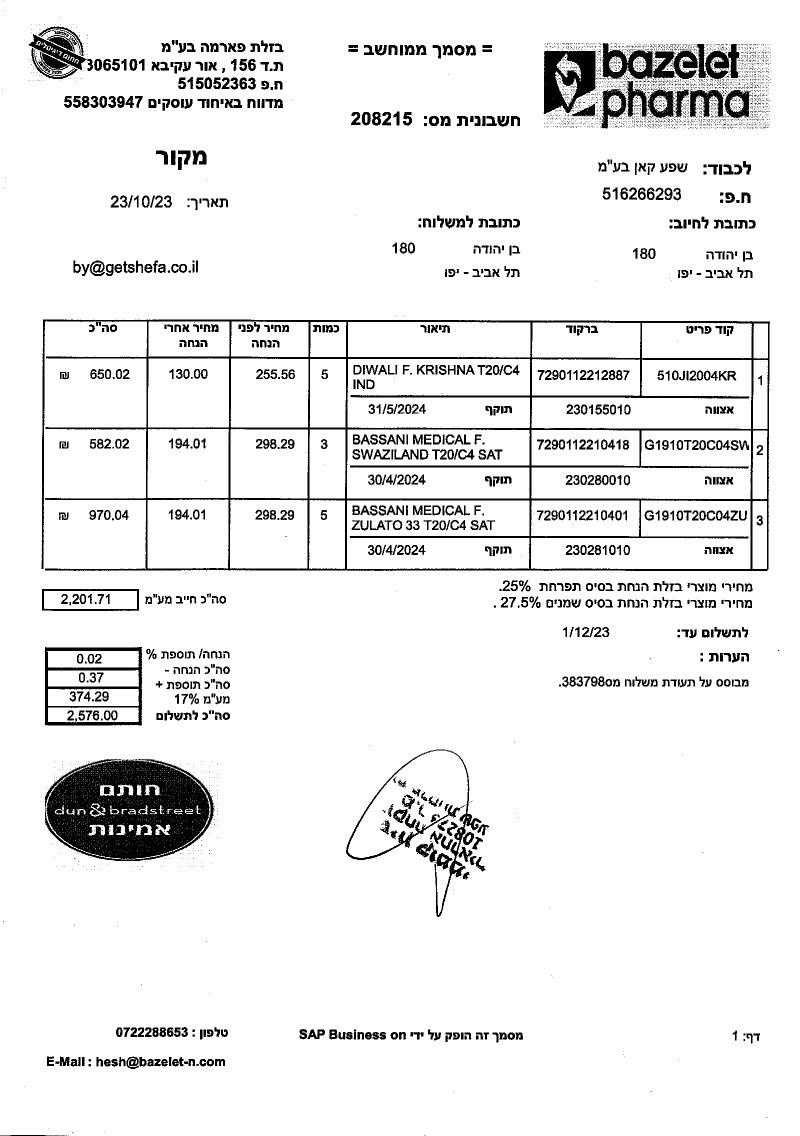 בזלת פארמה בע"מ
ת.ד 156 , אור עקיבא 3065101
ח.פ 515052363
מדווח באיחוד עוסקים 558303947
= מסמך ממוחשב =
חשבונית מס: 208215
bazelet
pharma
מקור
תאריך: 23/10/23
by@getshefa.co.il
לכבוד: שפע קאן בע"מ
ח.פ: 516266293
כתובת לחיוב:
בן יהודה 180
תל אביב - יפו
כתובת למשלוח:
בן יהודה 180
תל אביב - יפו
קוד פריט ברקוד תיאור כמות מחיר לפני הנחה מחיר אחרי הנחה סה"כ
1 510JI2004KR 7290112212887 DIWALI F. KRISHNA T20/C4 IND 5 255.56 130.00 650.02 ₪
אצווה 230155010 תוקף 31/5/2024
2 G1910T20C04SW 7290112210418 BASSANI MEDICAL F. SWAZILAND T20/C4 SAT 3 298.29 194.01 582.02 ₪
אצווה 230280010 תוקף 30/4/2024
3 G1910T20C04ZU 7290112210401 BASSANI MEDICAL F. ZULATO 33 T20/C4 SAT 5 298.29 194.01 970.04 ₪
אצווה 230281010 תוקף 30/4/2024
מחירי מוצרי בזלת הנחת בסיס תפרחת 25%.
מחירי מוצרי בזלת הנחת בסיס שמנים 27.5% .
לתשלום עד: 1/12/23
הערות :
מבוסס על תעודת משלוח מס383798.
סה"כ חייב מע"מ 2,201.71
הנחה/ תוספת % 0.02
סה"כ הנחה -
סה"כ תוספת + 0.37
מע"מ 17% 374.29
סה"כ לתשלום 2,576.00
חותם
dun & bradstreet
אמינות
טלפון : 0722288653
E-Mail : hesh@bazelet-n.com
מסמך זה הופק על ידי SAP Business on
דף: 1